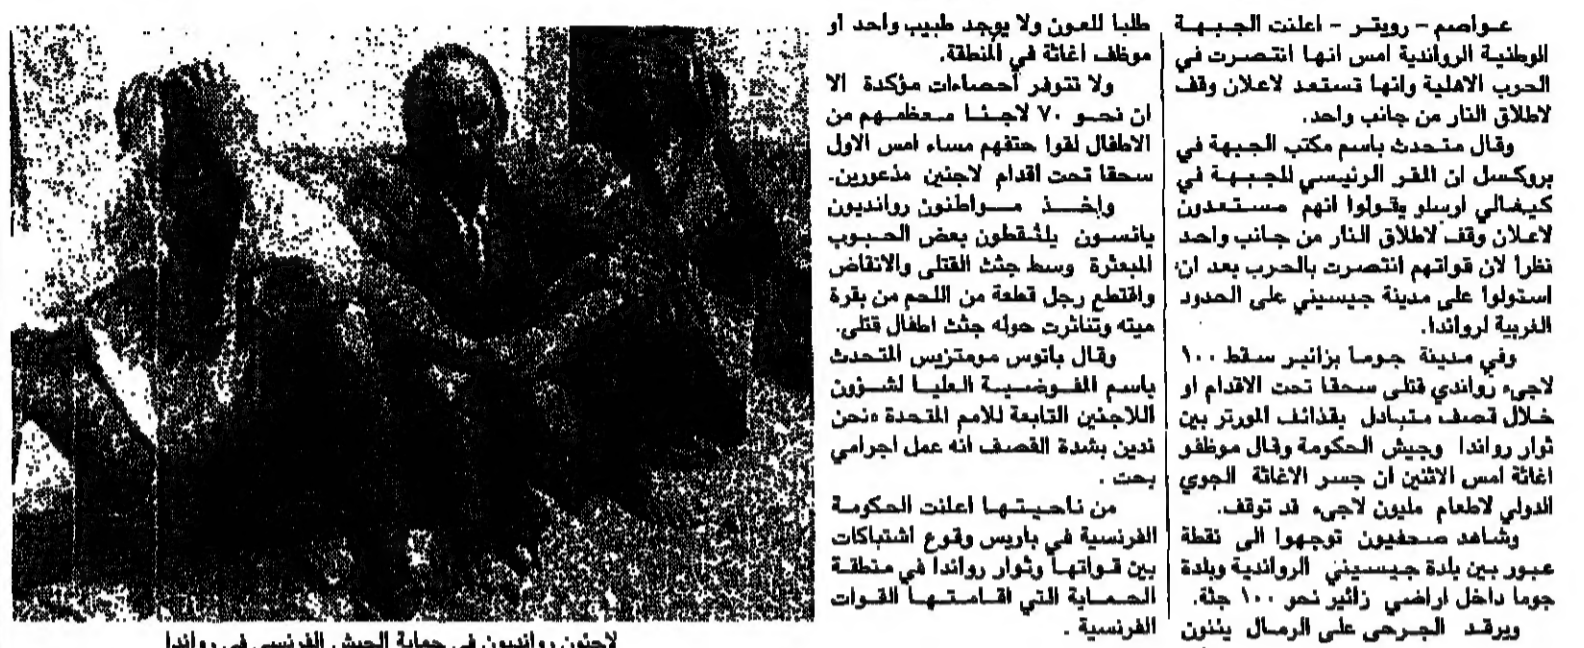 عواصم - رويتر - اعلنت الجبهة
الوطنية الرواندية امس انها انتصرت في
الحرب الاهلية وانها تستعد لاعلان وقف
لاطلاق النار من جانب واحد.
وقال متحدث باسم مكتب الجبهة في
بروكسل ان المقر الرئيسي للجبهة في
كيغالي ارسلو يقولوا انهم مستعدون
لاعلان وقف لاطلاق النار من جانب واحد
نظرا لان قواتهم انتصرت بالحرب بعد ان
استولوا على مدينة جيسيني على الحدود
الغربية لرواندا.
وفي مدينة جوما بزائير سقط ١٠٠
لاجىء رواندي قتلى سحقا تحت الاقدام او
خلال قصف متبادل بقذائف المورتر بين
ثوار رواندا وجيش الحكومة وقال موظفو
اغاثة امس الاثنين ان جسر الاغاثة الجوي
الدولي لاطعام مليون لاجىء قد توقف.
وشاهد صحفيون توجهوا الى نقطة
عبور بين بلدة جيسيني الرواندية وبلدة
جوما داخل اراضي زائير نحو ١٠٠ جثة.
ويرقد الجرحى على الرمال يئنون
طلبا للعون ولا يوجد طبيب واحد او
موظف اغاثة في المنطقة.
ولا تتوفر أحصاءات مؤكدة الا
ان نحو ٧٠ لاجئا معظمهم من
الاطفال لقوا حتفهم مساء امس الاول
سحقا تحت اقدام لاجئين مذعورين.
واخذ مواطنون روانديون
يائسون يلتقطون بعض الحبوب
المبعثرة وسط جثث القتلى والانقاض
واقتطع رجل قطعة من اللحم من بقرة
ميته وتناثرت حوله جثث اطفال قتلى.
وقال بانوس مومتزيس المتحدث
باسم المفوضية العليا لشؤون
اللاجئين التابعة للامم المتحدة «نحن
ندين بشدة القصف انه عمل اجرامي
بحت .
من ناحيتها اعلنت الحكومة
الفرنسية في باريس وقوع اشتباكات
بين قواتها وثوار رواندا في منطقة
الحماية التي اقامتها القوات
الفرنسية .
لاجئون روانديون في حماية الجيش الفرنسي في رواندا